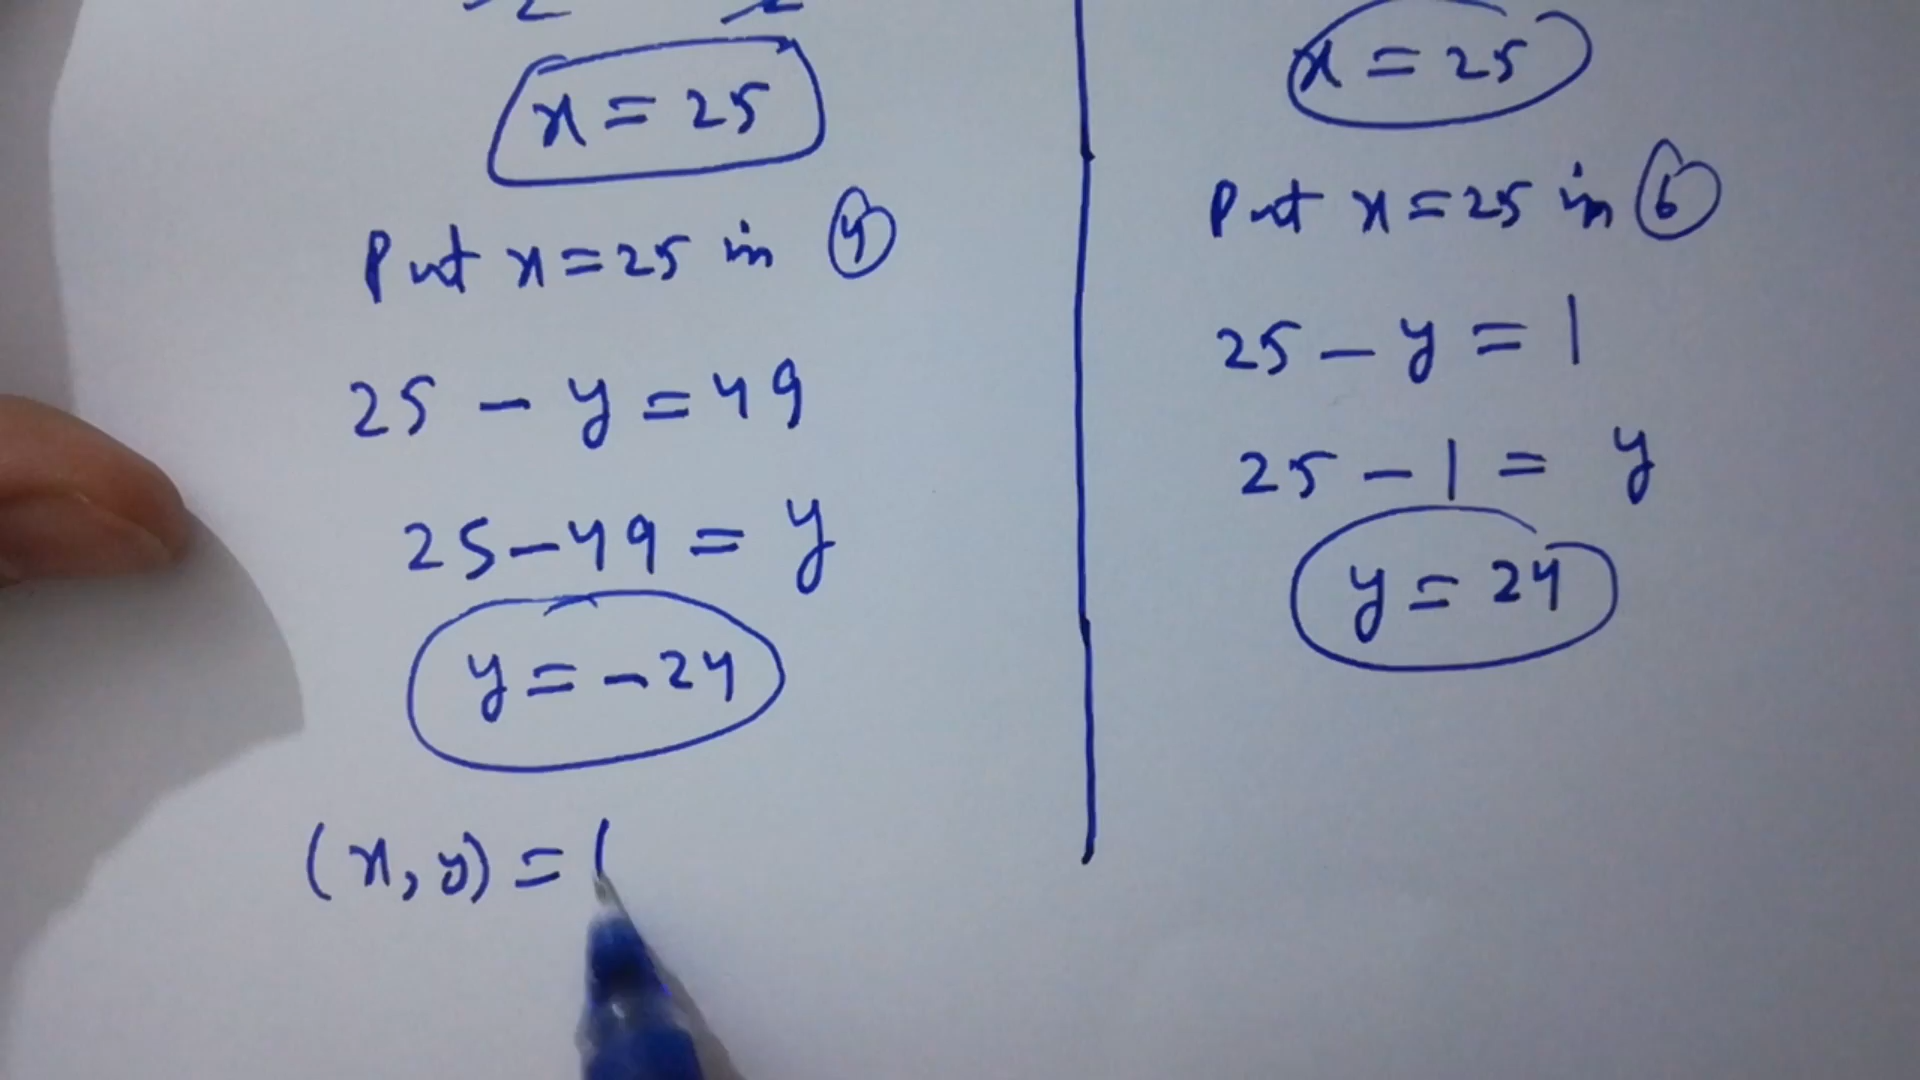 x = 25
Put x = 25 in 4
25 - y = 49
25 - 49 = y
y = -24
(x, y) = (
x = 25
Put x = 25 in 6
25 - y = 1
25 - 1 = y
y = 24